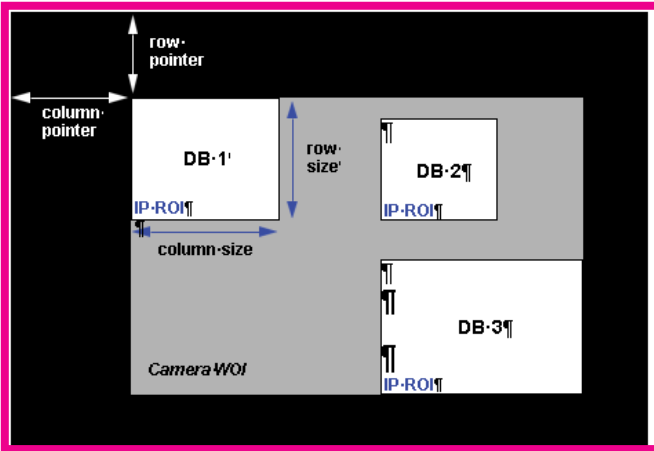 row·
pointer
column·
pointer
DB·1'
row·
size'
¶
DB·2¶
IP·ROI¶
IP·ROI¶
¶
column·size
¶
¶
DB·3¶
¶
Camera·WOI
IP·ROI¶